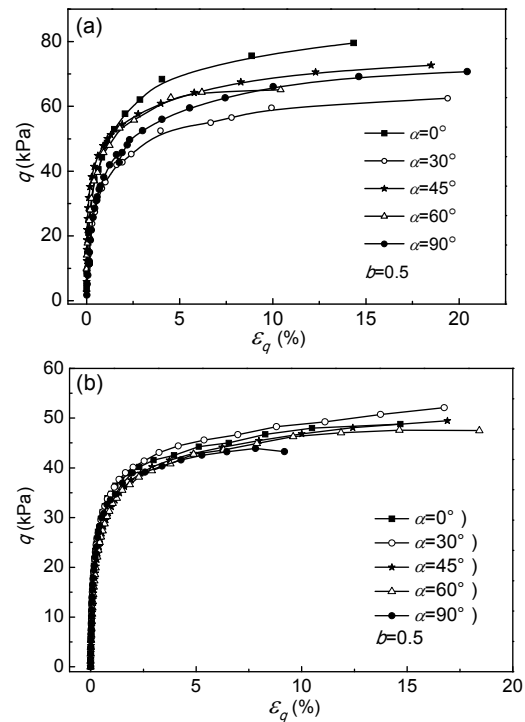 (a)
80
60
40
20
0
q (kPa)
α=0°
α=30°
α=45°
α=60°
α=90°
b=0.5
0 5 10 15 20
εq (%)
(b)
60
50
40
30
20
10
0
q (kPa)
α=0° )
α=30° )
α=45° )
α=60° )
α=90° )
b=0.5
0 5 10 15 20
εq (%)